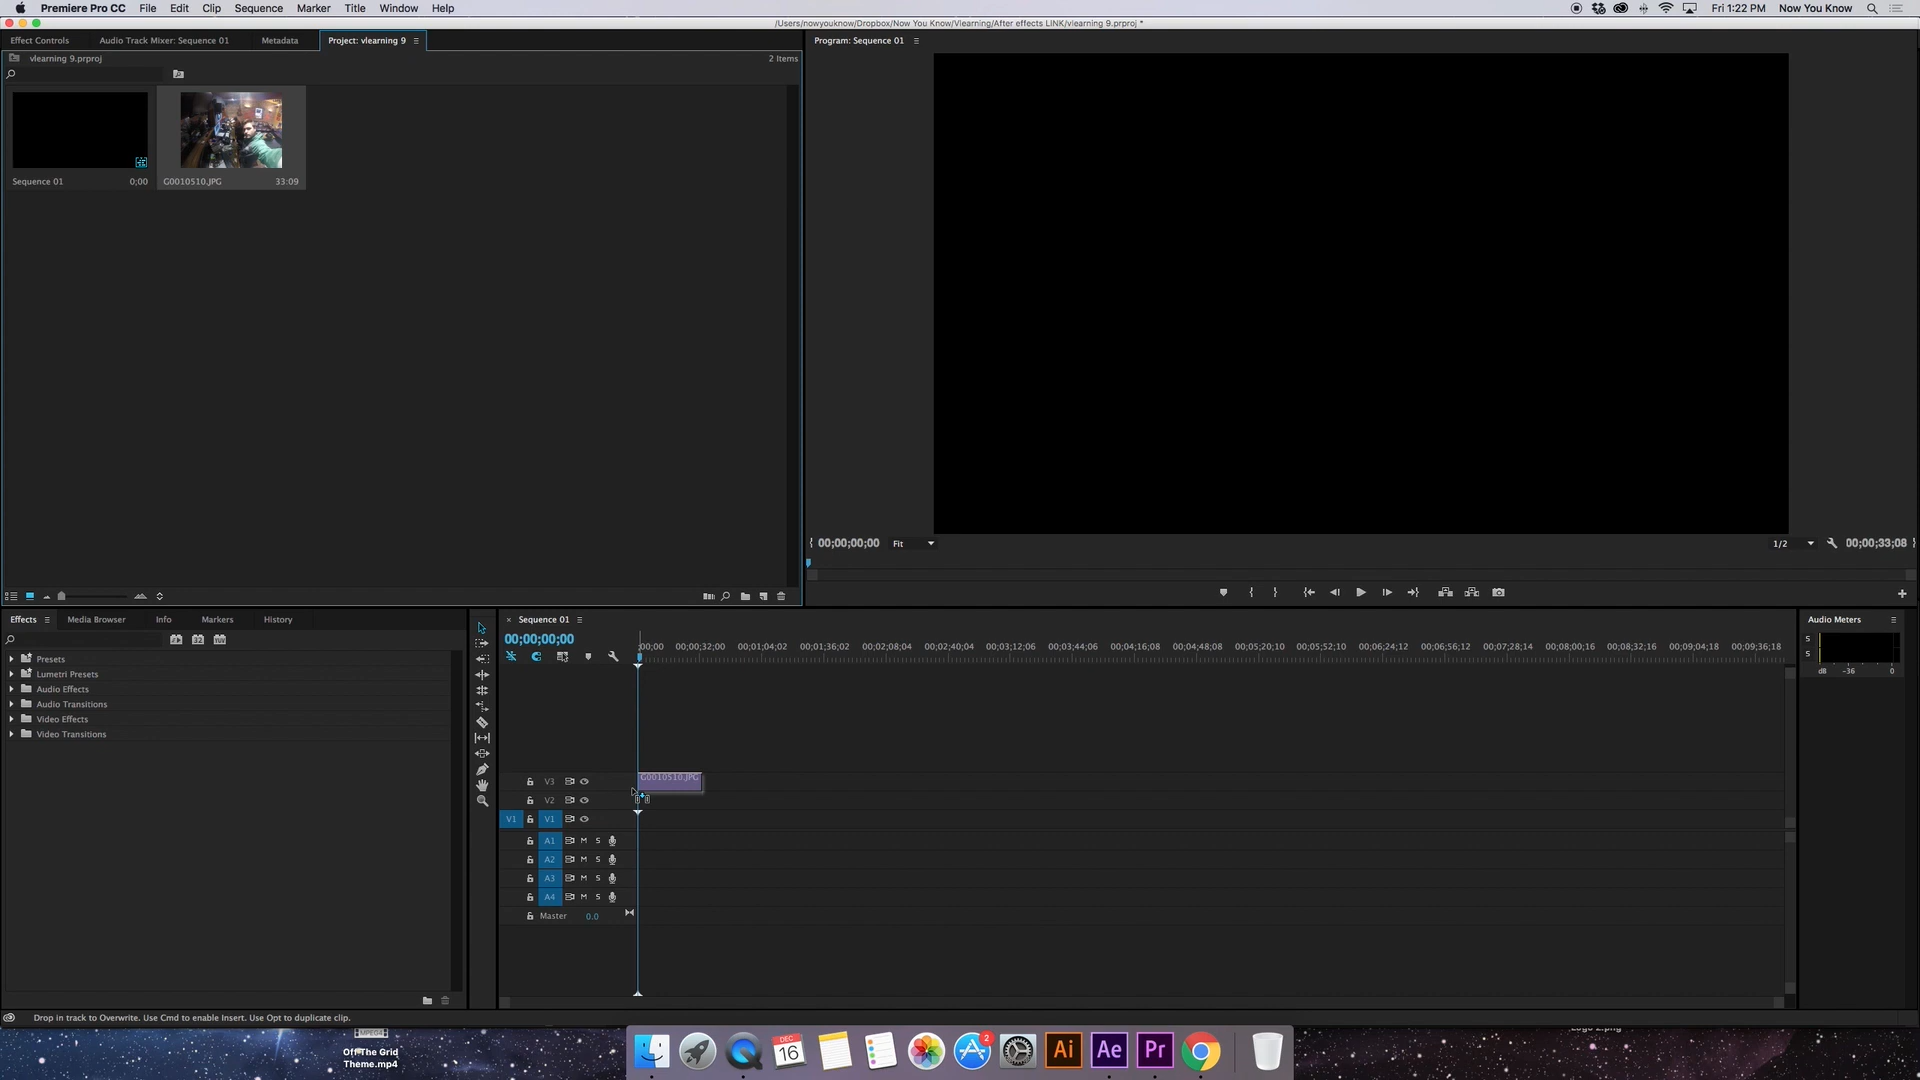 Premiere Pro CC File Edit Clip Sequence Marker Title Window Help
Fri 1:22 PM Now You Know
/Users/nowyouknow/Dropbox/Now You Know/Vlearning/After effects LINK/vlearning 9.prproj *
Effect Controls Audio Track Mixer: Sequence 01 Metadata Project: vlearning 9
Program: Sequence 01
vlearning 9.prproj
2 Items
Sequence 01 0;00
G0010510.JPG 33:09
00;00;00;00 Fit 1/2 00;00;33;08
Effects Media Browser Info Markers History
Presets
Lumetri Presets
Audio Effects
Audio Transitions
Video Effects
Video Transitions
Sequence 01
00;00;00;00
;00;00 00;00;32;00 00;01;04;02 00;01;36;02 00;02;08;04 00;02;40;04 00;03;12;06 00;03;44;06 00;04;16;08 00;04;48;08 00;05;20;10 00;05;52;10 00;06;24;12 00;06;56;12 00;07;28;14 00;08;00;16 00;08;32;16 00;09;04;18 00;09;36;18
V3 G0010510.JPG
V2
V1 V1
A1 M S
A2 M S
A3 M S
A4 M S
Master 0.0
Audio Meters
S
S
dB -36 0
Drop in track to Overwrite. Use Cmd to enable Insert. Use Opt to duplicate clip.
MPEG4
Off The Grid
Theme.mp4
DEC
16
2
Ai Ae Pr
Logo 2.png